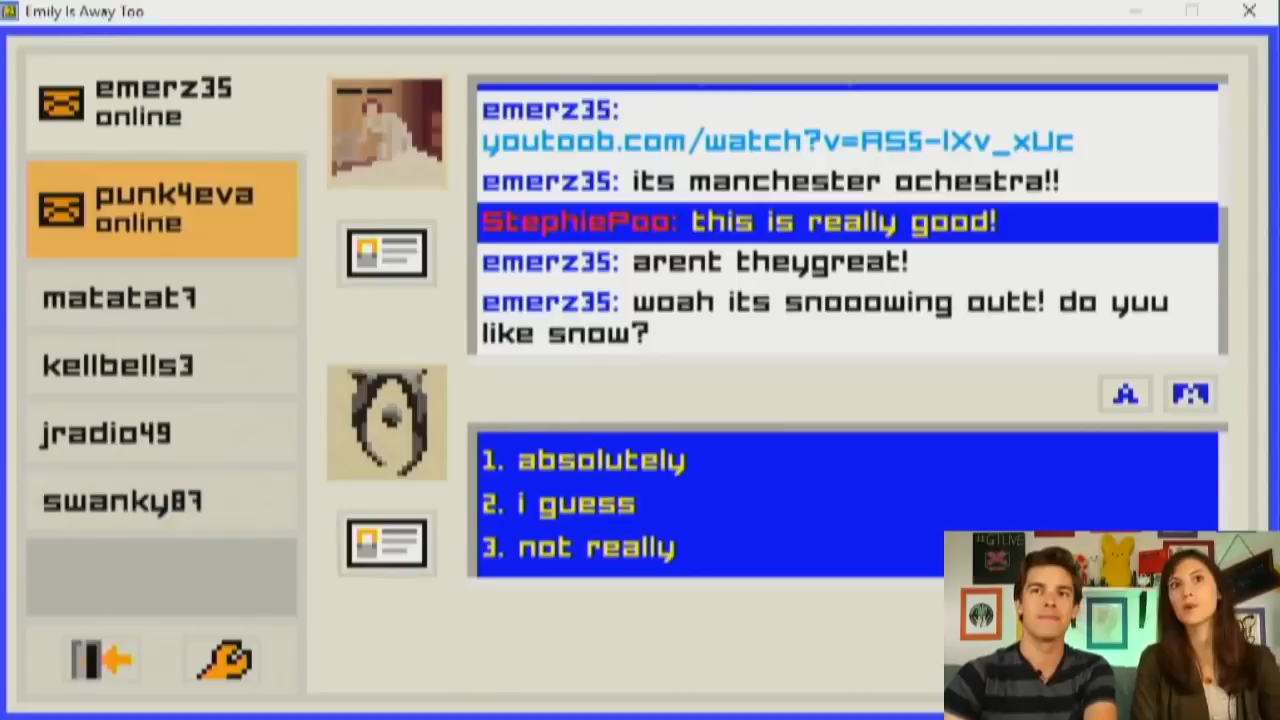 Emily Is Away Too
emerz35
online
punk4eva
online
matatat7
kellbells3
jradio49
swanky87
emerz35:
youtoob.com/watch?v=AS5-lXv_xUc
emerz35: its manchester ochestra!!
StephiePoo: this is really good!
emerz35: arent theygreat!
emerz35: woah its snooowing outt! do yuu
like snow?
A
1. absolutely
2. i guess
3. not really
#GTLIVE